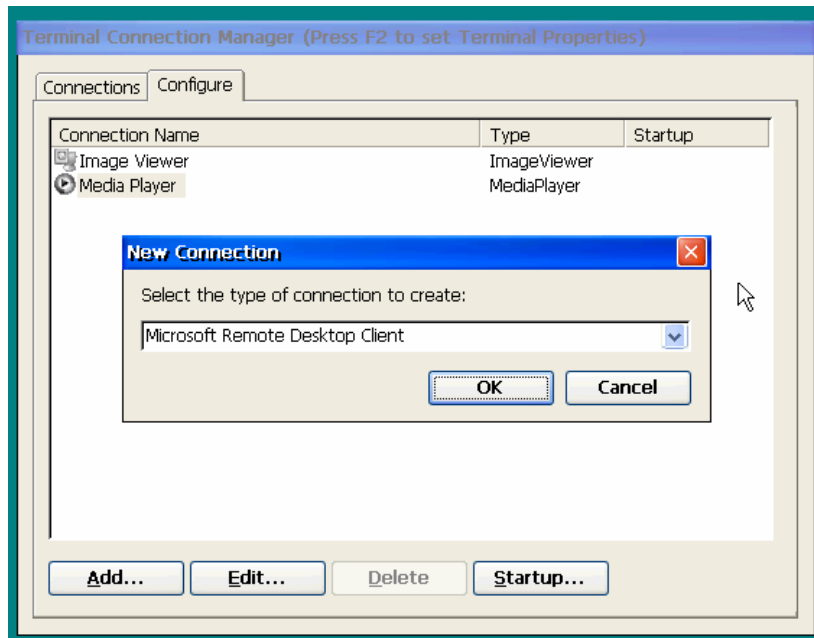 Terminal Connection Manager (Press F2 to set Terminal Properties)
Connections Configure
Connection Name Type Startup
Image Viewer ImageViewer
Media Player MediaPlayer
New Connection
Select the type of connection to create:
Microsoft Remote Desktop Client
OK Cancel
Add... Edit... Delete Startup...